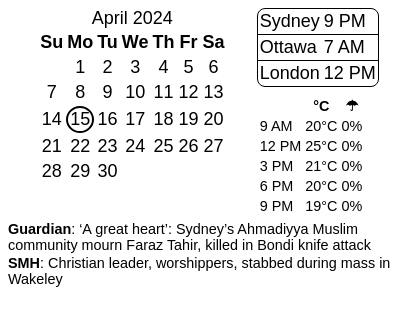 April 2024
Su Mo Tu We Th Fr Sa
1 2 3 4 5 6
7 8 9 10 11 12 13
14 15 16 17 18 19 20
21 22 23 24 25 26 27
28 29 30
Sydney 9 PM
Ottawa 7 AM
London 12 PM
°C ☂
9 AM 20°C 0%
12 PM 25°C 0%
3 PM 21°C 0%
6 PM 20°C 0%
9 PM 19°C 0%
Guardian: ‘A great heart’: Sydney’s Ahmadiyya Muslim
community mourn Faraz Tahir, killed in Bondi knife attack
SMH: Christian leader, worshippers, stabbed during mass in
Wakeley